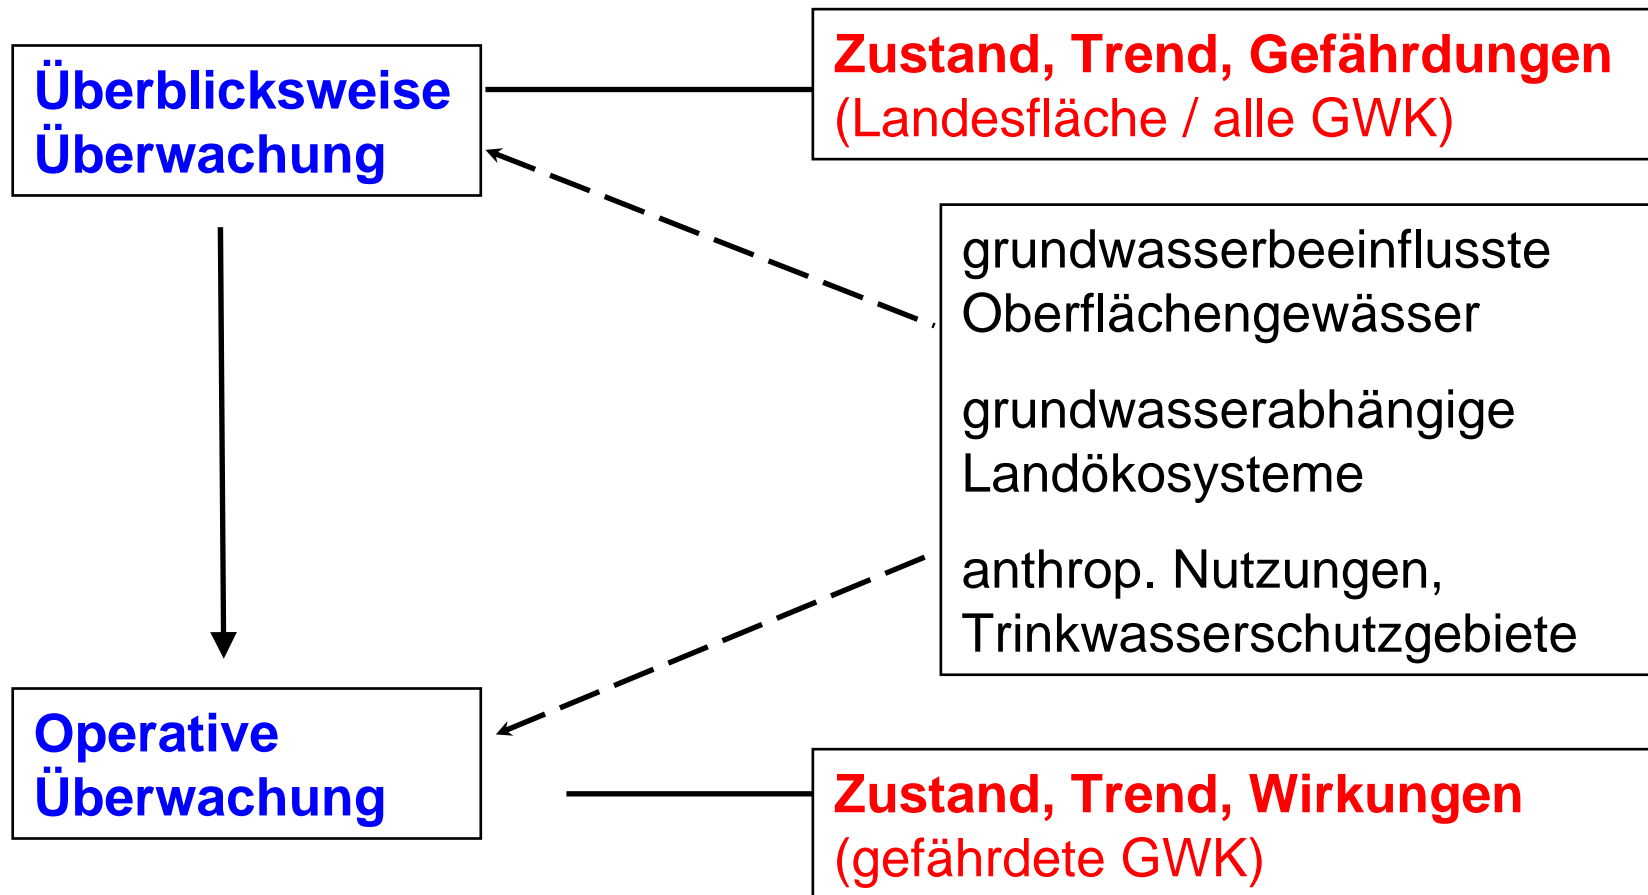 Überblicksweise
Überwachung
Zustand, Trend, Gefährdungen
(Landesfläche / alle GWK)
grundwasserbeeinflusste
Oberflächengewässer
grundwasserabhängige
Landökosysteme
anthrop. Nutzungen,
Trinkwasserschutzgebiete
Operative
Überwachung
Zustand, Trend, Wirkungen
(gefährdete GWK)